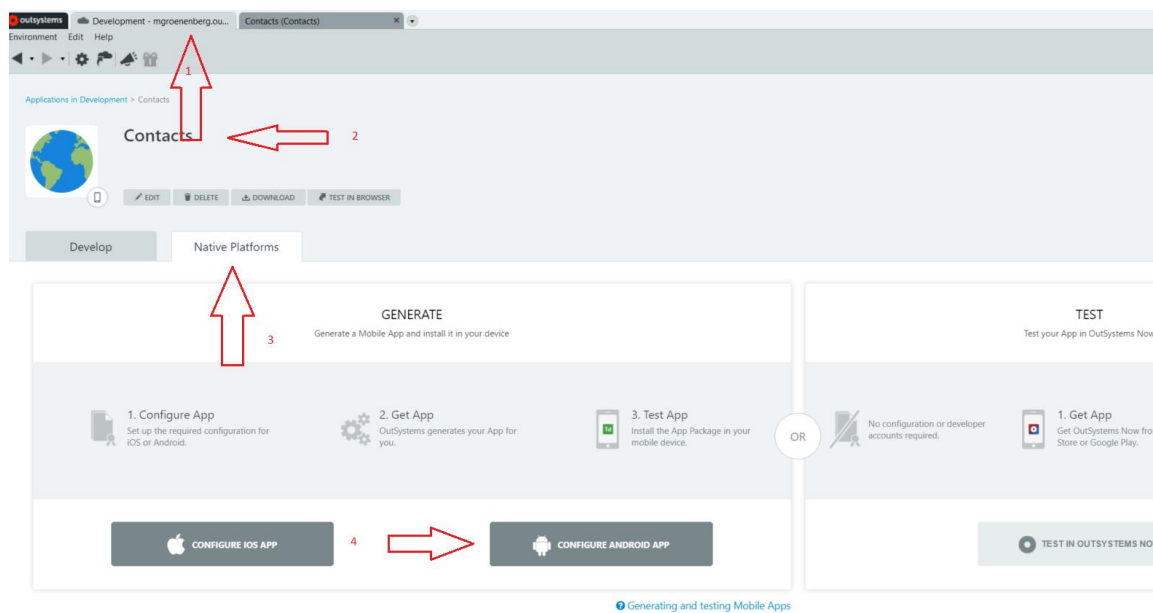 outsystems
Development - mgroenenberg.ou...
Contacts (Contacts)
Environment Edit Help
1
Applications in Development > Contacts
Contacts
2
EDIT
DELETE
DOWNLOAD
TEST IN BROWSER
Develop
Native Platforms
3
GENERATE
Generate a Mobile App and install it in your device
1. Configure App
Set up the required configuration for
iOS or Android.
2. Get App
OutSystems generates your App for
you.
3. Test App
Install the App Package in your
mobile device.
CONFIGURE IOS APP
4
CONFIGURE ANDROID APP
OR
TEST
Test your App in OutSystems Now
No configuration or developer
accounts required.
1. Get App
Get OutSystems Now fro
Store or Google Play.
TEST IN OUTSYSTEMS NO
Generating and testing Mobile Apps